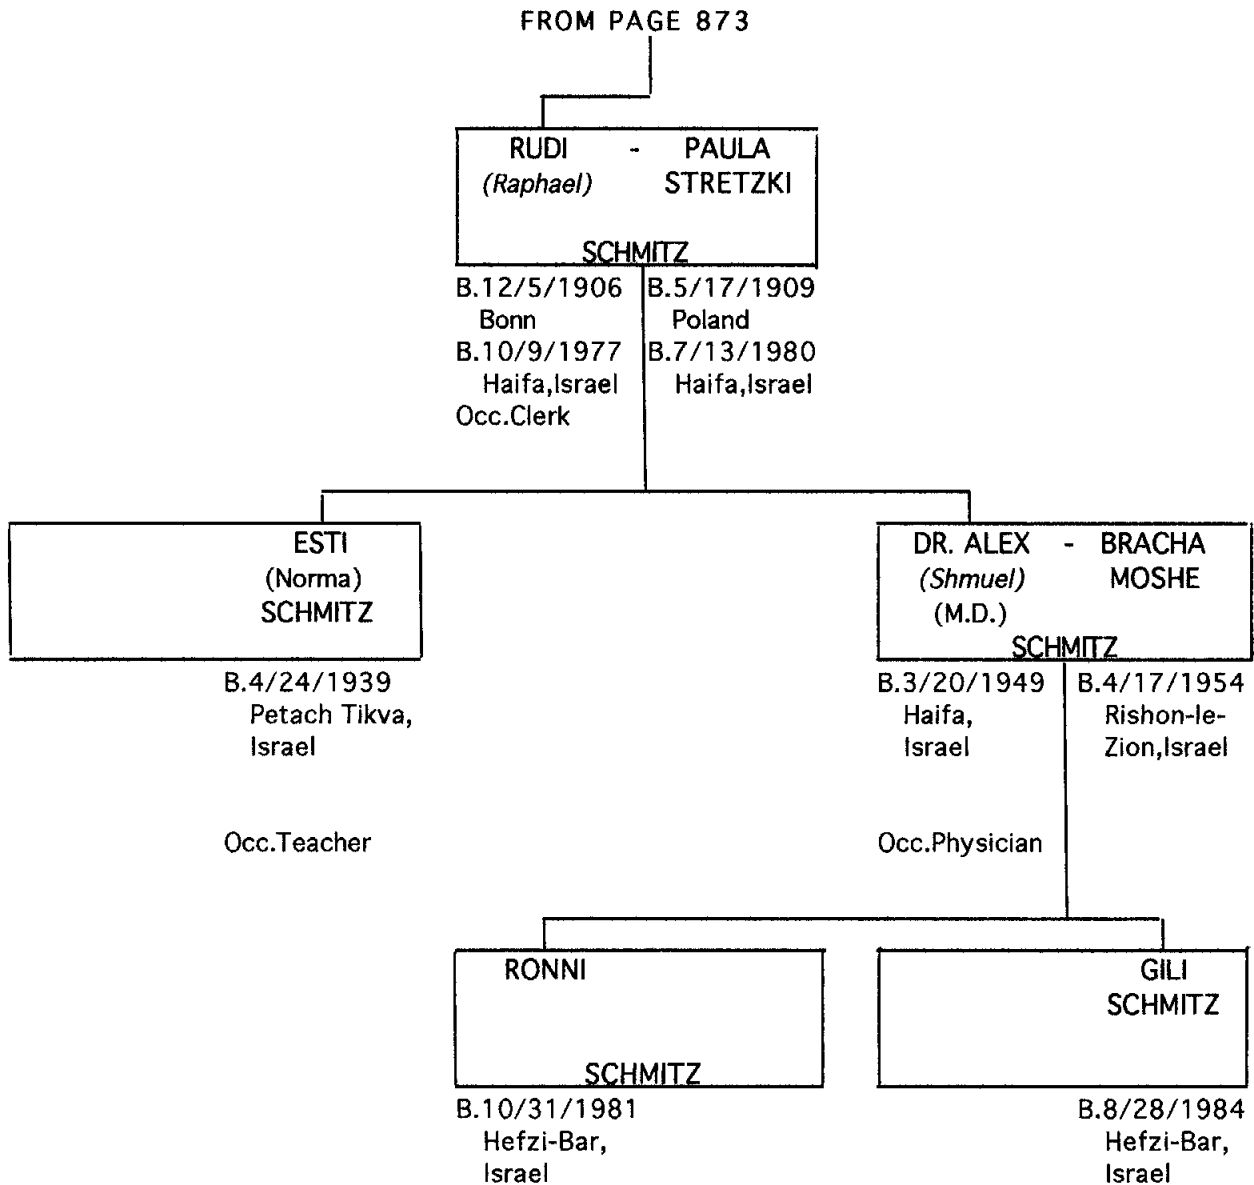 FROM PAGE 873
RUDI - PAULA
(Raphael) STRETZKI
SCHMITZ
B.12/5/1906 B.5/17/1909
Bonn Poland
B.10/9/1977 B.7/13/1980
Haifa,Israel Haifa,Israel
Occ.Clerk
ESTI
(Norma)
SCHMITZ
B.4/24/1939
Petach Tikva,
Israel
Occ.Teacher
DR. ALEX - BRACHA
(Shmuel) MOSHE
(M.D.)
SCHMITZ
B.3/20/1949 B.4/17/1954
Haifa, Rishon-le-
Israel Zion,Israel
Occ.Physician
RONNI
SCHMITZ
B.10/31/1981
Hefzi-Bar,
Israel
GILI
SCHMITZ
B.8/28/1984
Hefzi-Bar,
Israel